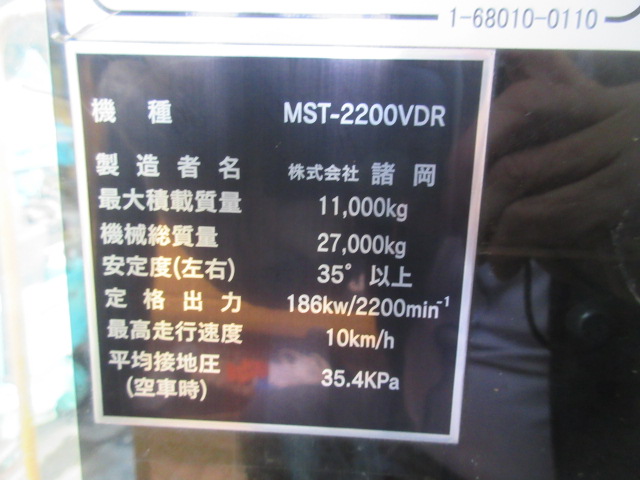 1-68010-0110
機種 MST-2200VDR
製造者名 株式会社 諸岡
最大積載質量 11,000kg
機械総質量 27,000kg
安定度(左右) 35° 以上
定格出力 186kw/2200min-1
最高走行速度 10km/h
平均接地圧
(空車時) 35.4KPa